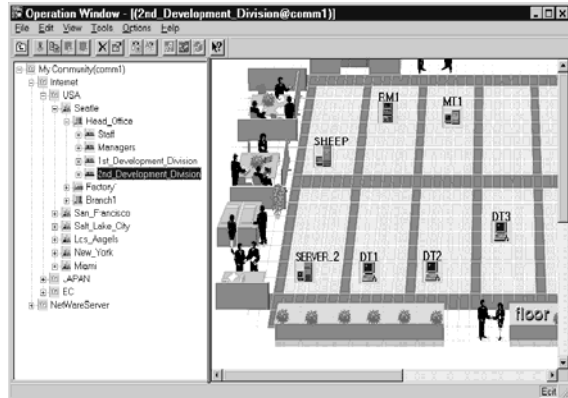 Operation Window - [(2nd_Development_Division@comm1)]
File Edit View Tools Options Help
My Community(comm1)
Internet
USA
Seatle
Head_Office
Staff
Managers
1st_Development_Division
2nd_Development_Division
Factory
Branch1
San_Francisco
Salt_Lake_City
Los_Angels
New_York
Miami
JAPAN
EC
NetWareServer
RM1
MT1
SHEEP
DT3
SERVER_2
DT1
DT2
floor
Edit